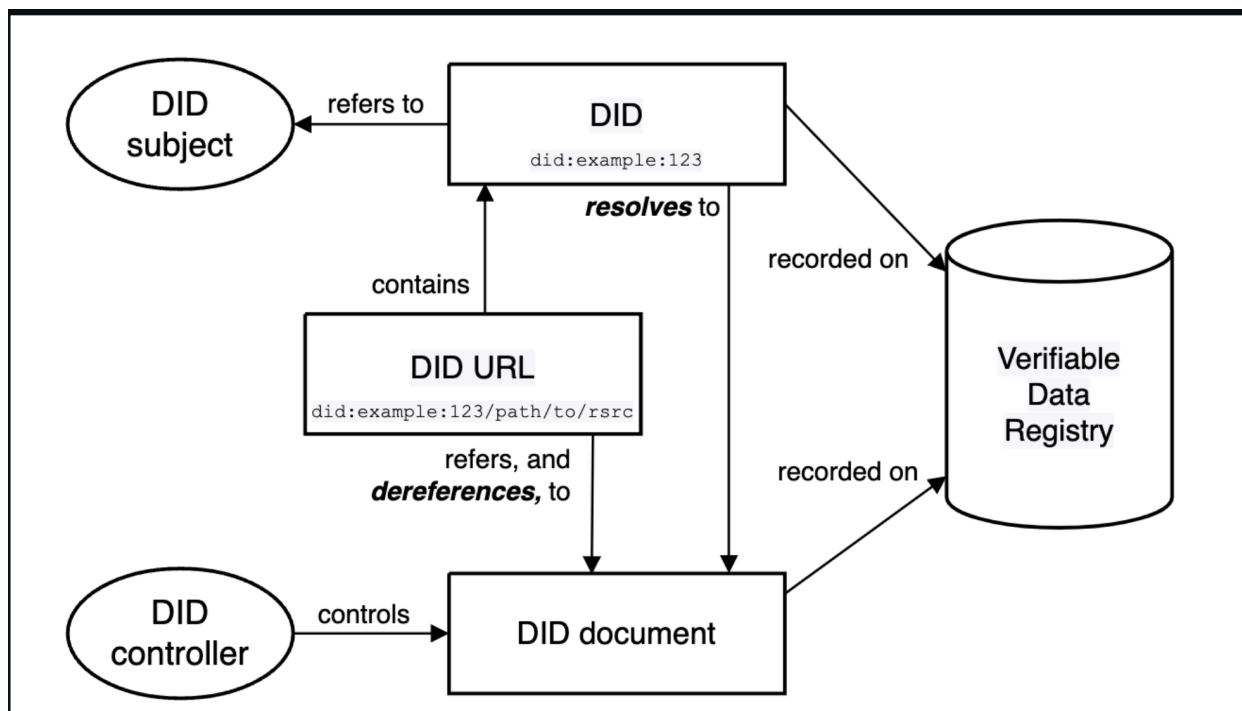 DID
subject
refers to
DID
did:example:123
resolves to
recorded on
contains
DID URL
did:example:123/path/to/rsrc
Verifiable
Data
Registry
refers, and
dereferences, to
recorded on
DID
controller
controls
DID document